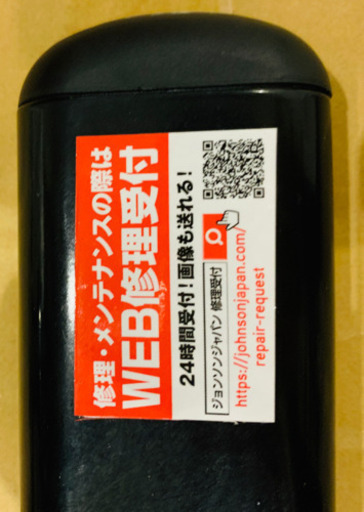 修理・メンテナンスの際は
WEB修理受付
24時間受付！画像も送れる！
ジョンソンジャパン 修理受付
https://johnsonjapan.com/
repair-request